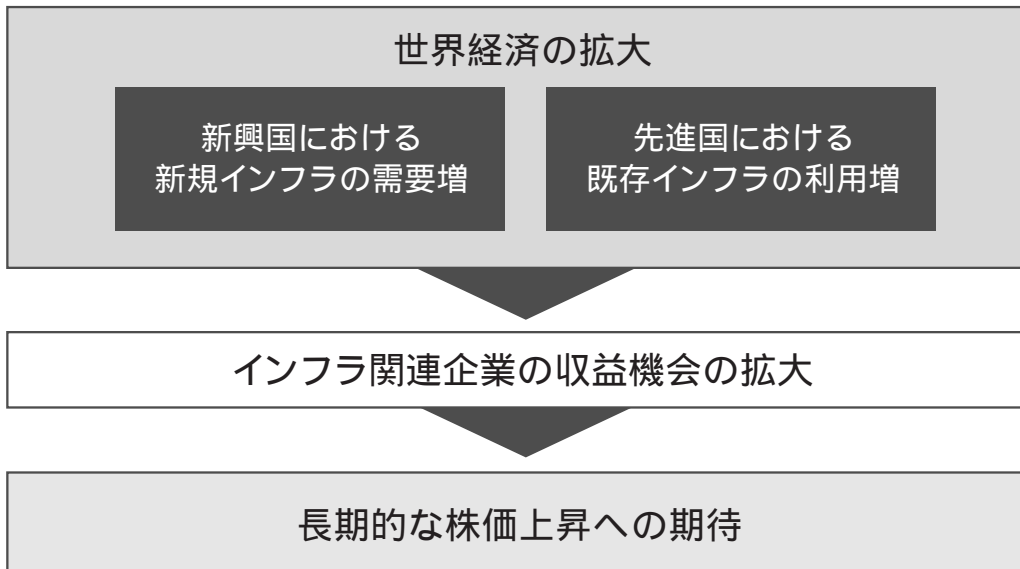 世界経済の拡大
新興国における
新規インフラの需要増
先進国における
既存インフラの利用増
インフラ関連企業の収益機会の拡大
長期的な株価上昇への期待